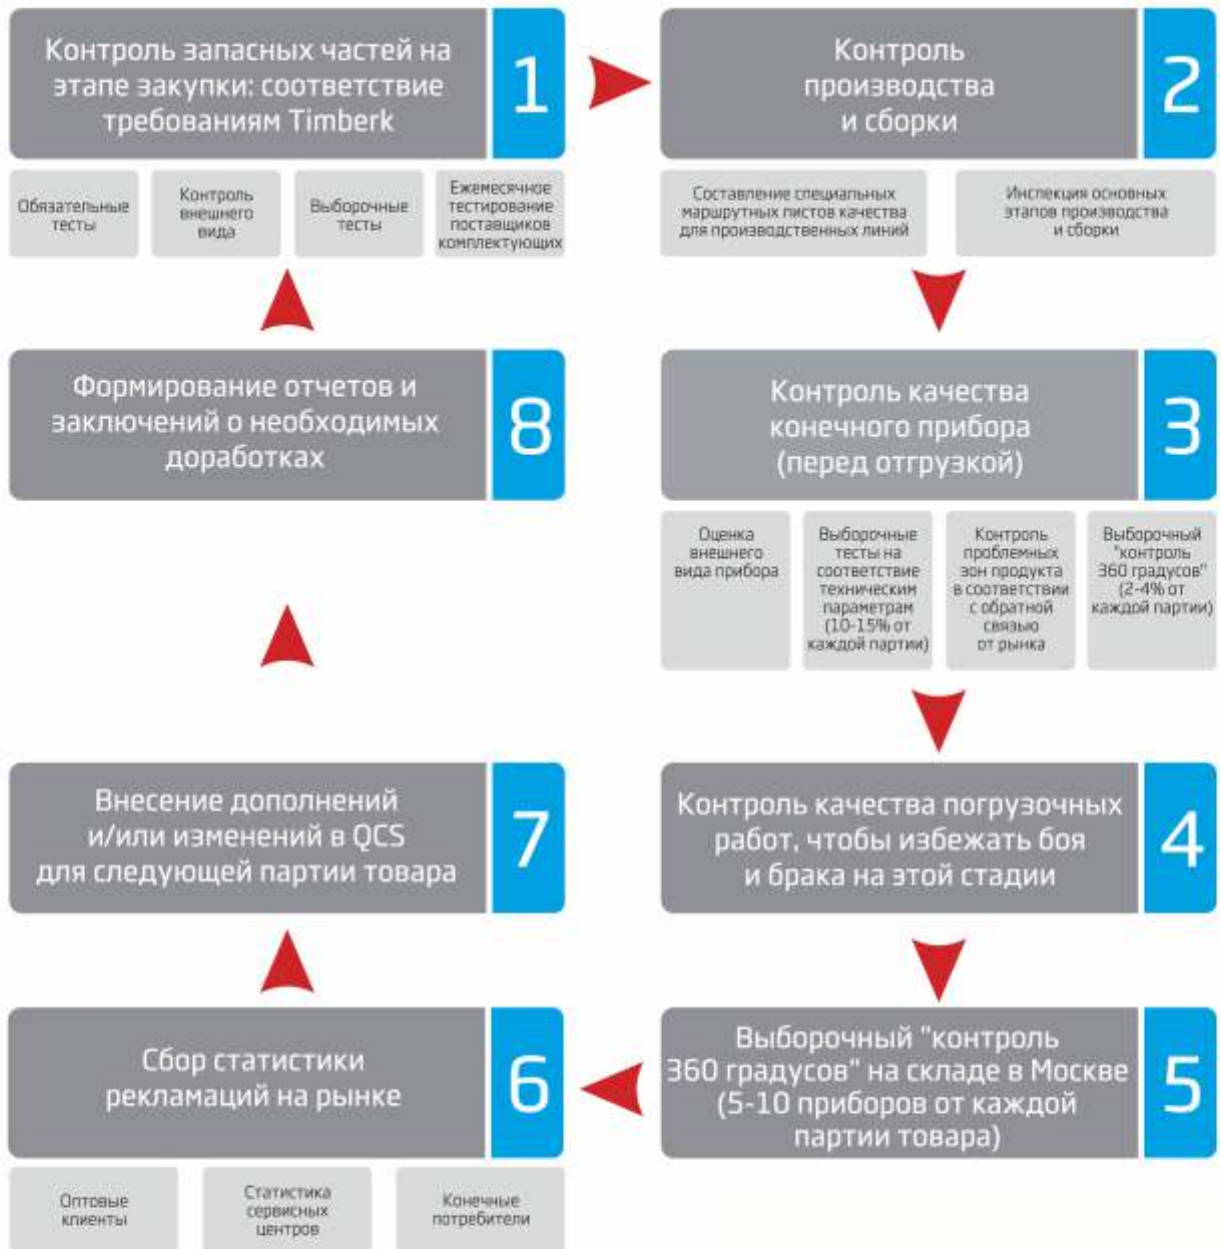 Контроль запасных частей на
этапе закупки: соответствие
требованиям Timberk
1
Обязательные
тесты
Контроль
внешнего
вида
Выборочные
тесты
Ежемесячное
тестирование
поставщиков
комплектующих
Контроль
производства
и сборки
2
Составление специальных
маршрутных листов качества
для производственных линий
Инспекция основных
этапов производства
и сборки
Контроль качества
конечного прибора
(перед отгрузкой)
3
Оценка
внешнего
вида прибора
Выборочные
тесты на
соответствие
техническим
параметрам
(10-15% от
каждой партии)
Контроль
проблемных
зон продукта
в соответствии
с обратной
связью
от рынка
Выборочный
"контроль
360 градусов"
(2-4% от
каждой партии)
Контроль качества погрузочных
работ, чтобы избежать боя
и брака на этой стадии
4
Выборочный "контроль
360 градусов" на складе в Москве
(5-10 приборов от каждой
партии товара)
5
Сбор статистики
рекламаций на рынке
6
Оптовые
клиенты
Статистика
сервисных
центров
Конечные
потребители
Внесение дополнений
и/или изменений в QCS
для следующей партии товара
7
Формирование отчетов и
заключений о необходимых
доработках
8